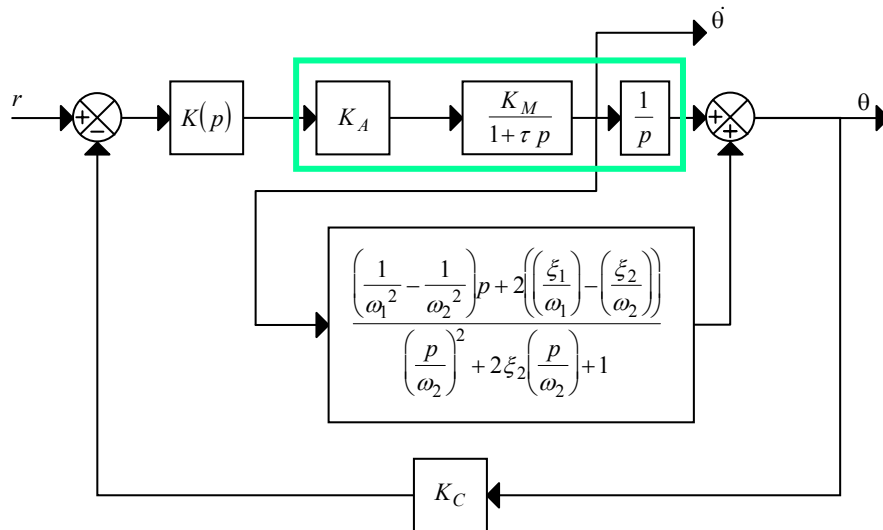 θ̇
r
+
−
K(p)
K_A
K_M
1 + τ p
1
p
+
+
θ
(1/ω₁² − 1/ω₂²)p + 2((ξ₁/ω₁) − (ξ₂/ω₂))
(p/ω₂)² + 2ξ₂(p/ω₂) + 1
K_C